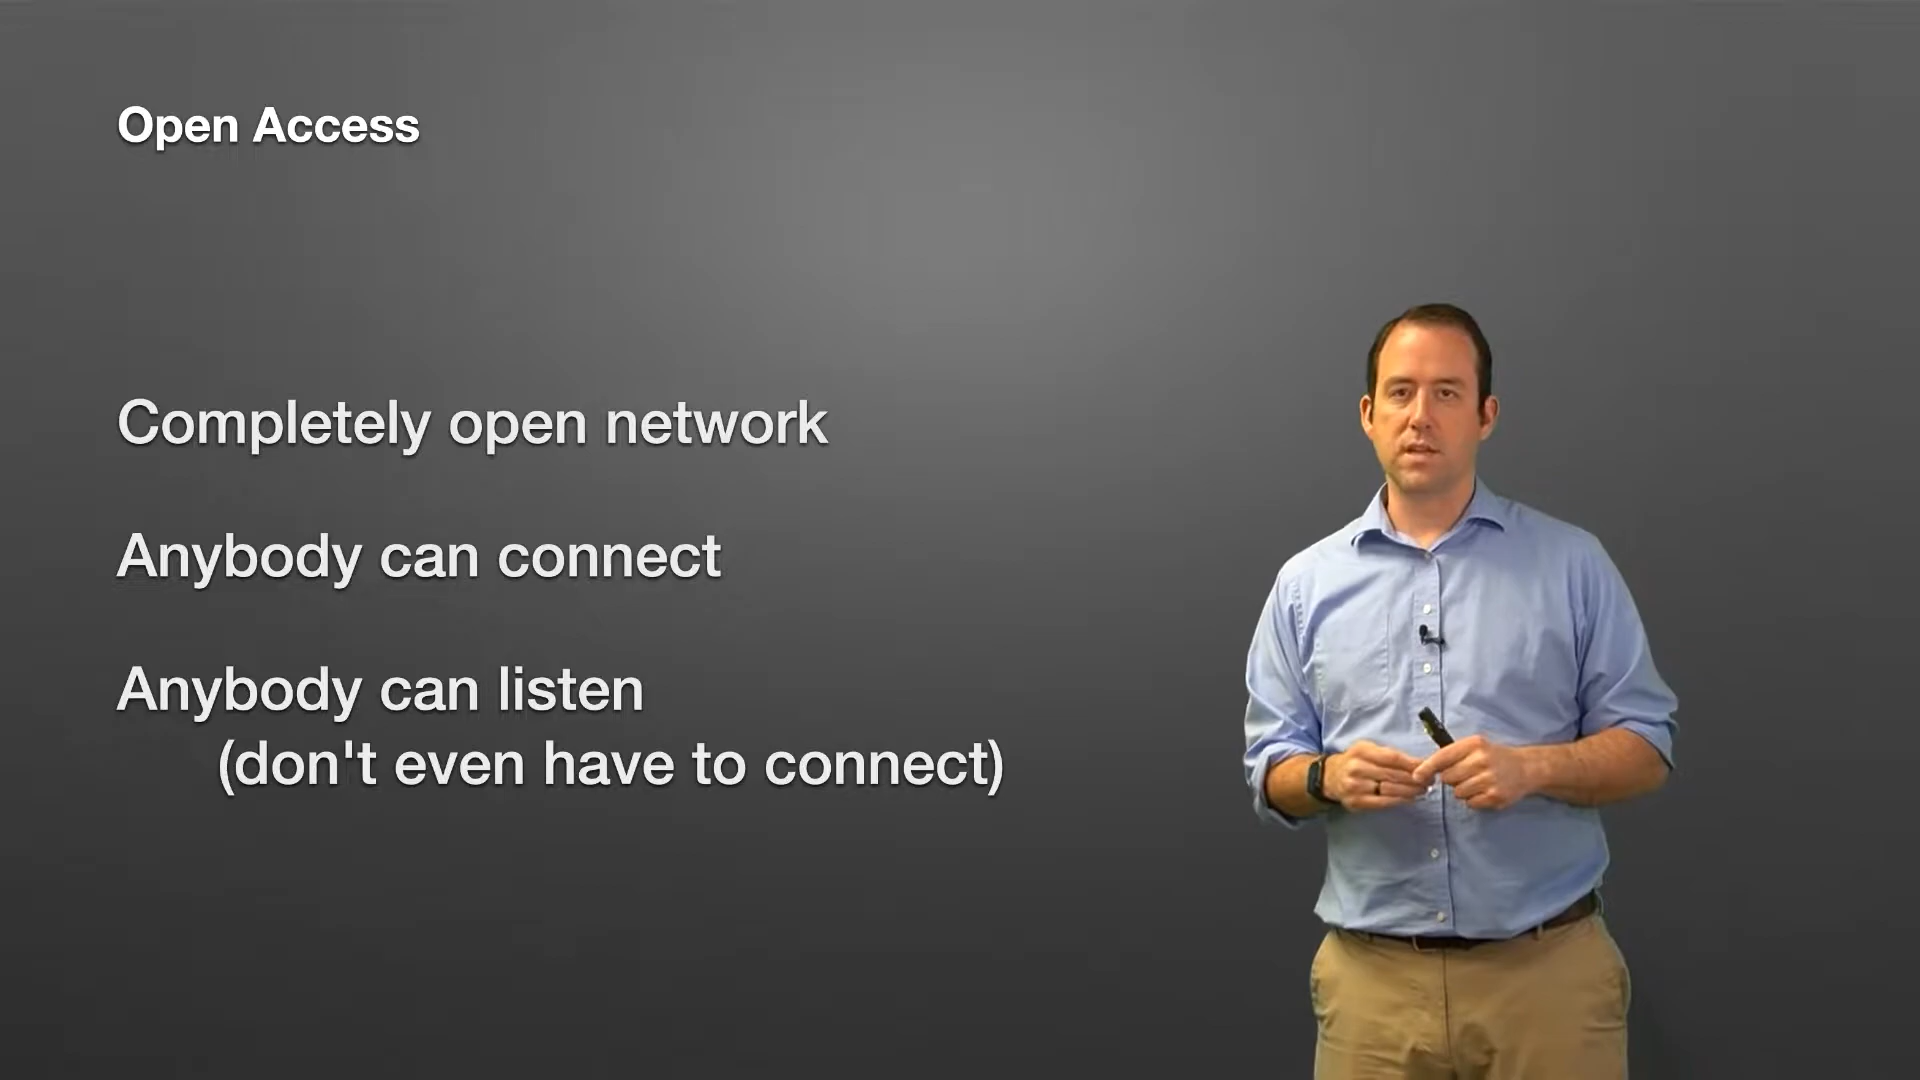 Open Access
Completely open network
Anybody can connect
Anybody can listen
(don't even have to connect)